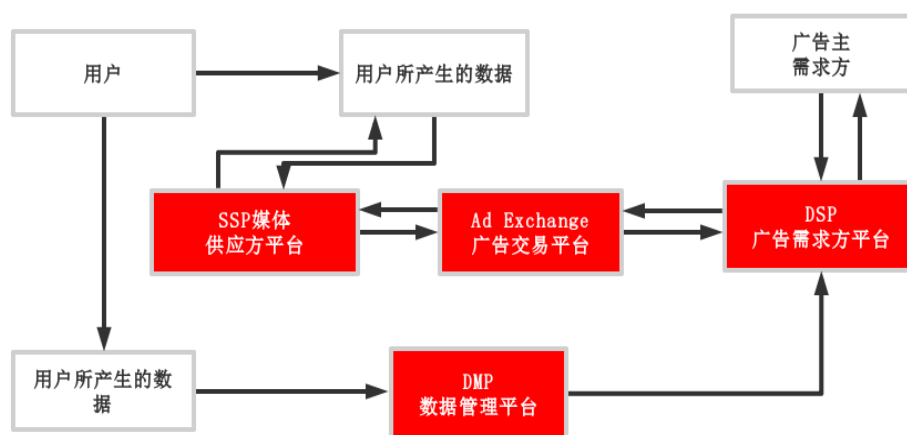 用户
用户所产生的数据
广告主
需求方
SSP媒体
供应方平台
Ad Exchange
广告交易平台
DSP
广告需求方平台
用户所产生的数
据
DMP
数据管理平台